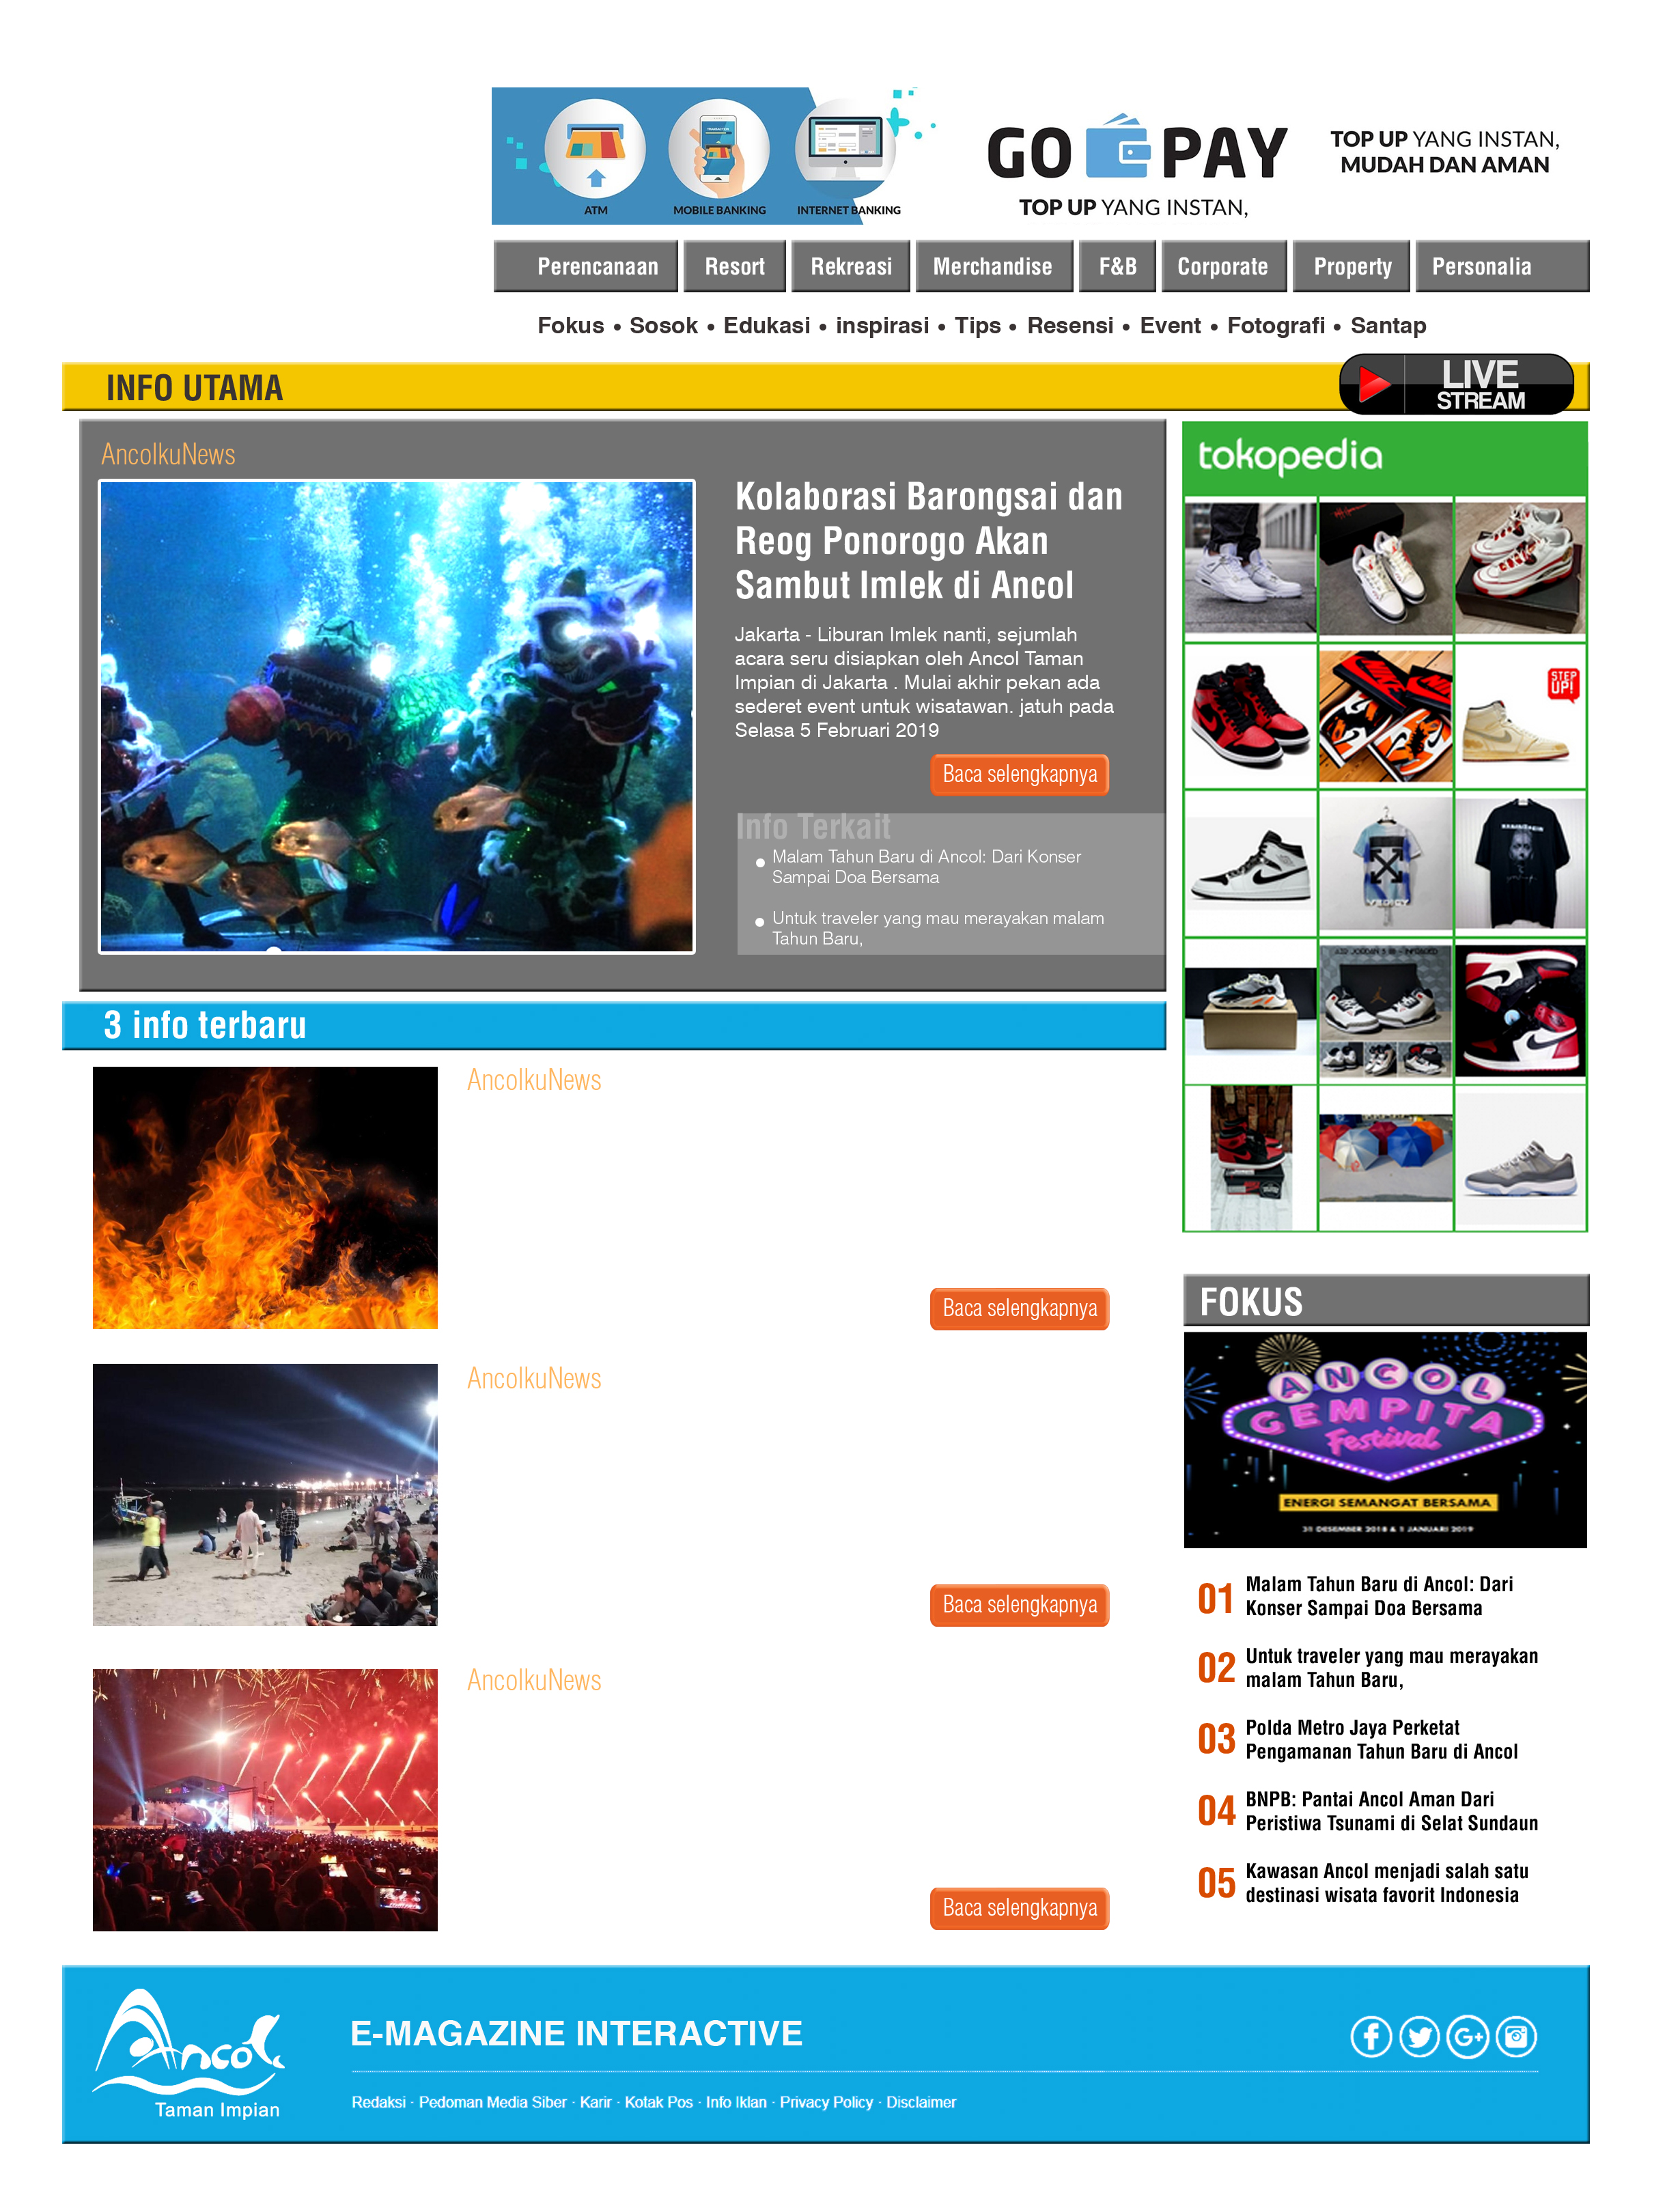 ATM
MOBILE BANKING
INTERNET BANKING
GO PAY
TOP UP YANG INSTAN,
TOP UP YANG INSTAN,
MUDAH DAN AMAN
Perencanaan
Resort
Rekreasi
Merchandise
F&B
Corporate
Property
Personalia
Fokus • Sosok • Edukasi • inspirasi • Tips • Resensi • Event • Fotografi • Santap
INFO UTAMA
LIVE
STREAM
AncolkuNews
Kolaborasi Barongsai dan
Reog Ponorogo Akan
Sambut Imlek di Ancol
Jakarta - Liburan Imlek nanti, sejumlah
acara seru disiapkan oleh Ancol Taman
Impian di Jakarta . Mulai akhir pekan ada
sederet event untuk wisatawan. jatuh pada
Selasa 5 Februari 2019
Baca selengkapnya
Info Terkait
• Malam Tahun Baru di Ancol: Dari Konser
Sampai Doa Bersama
• Untuk traveler yang mau merayakan malam
Tahun Baru,
tokopedia
STEP
UP!
3 info terbaru
AncolkuNews
Baca selengkapnya
AncolkuNews
Baca selengkapnya
AncolkuNews
Baca selengkapnya
FOKUS
ANCOL
GEMPITA
Festival
ENERGI SEMANGAT BERSAMA
31 DESEMBER 2018 & 1 JANUARI 2019
01 Malam Tahun Baru di Ancol: Dari
Konser Sampai Doa Bersama
02 Untuk traveler yang mau merayakan
malam Tahun Baru,
03 Polda Metro Jaya Perketat
Pengamanan Tahun Baru di Ancol
04 BNPB: Pantai Ancol Aman Dari
Peristiwa Tsunami di Selat Sundaun
05 Kawasan Ancol menjadi salah satu
destinasi wisata favorit Indonesia
Ancol
Taman Impian
E-MAGAZINE INTERACTIVE
Redaksi · Pedoman Media Siber · Karir · Kotak Pos · Info Iklan · Privacy Policy · Disclaimer